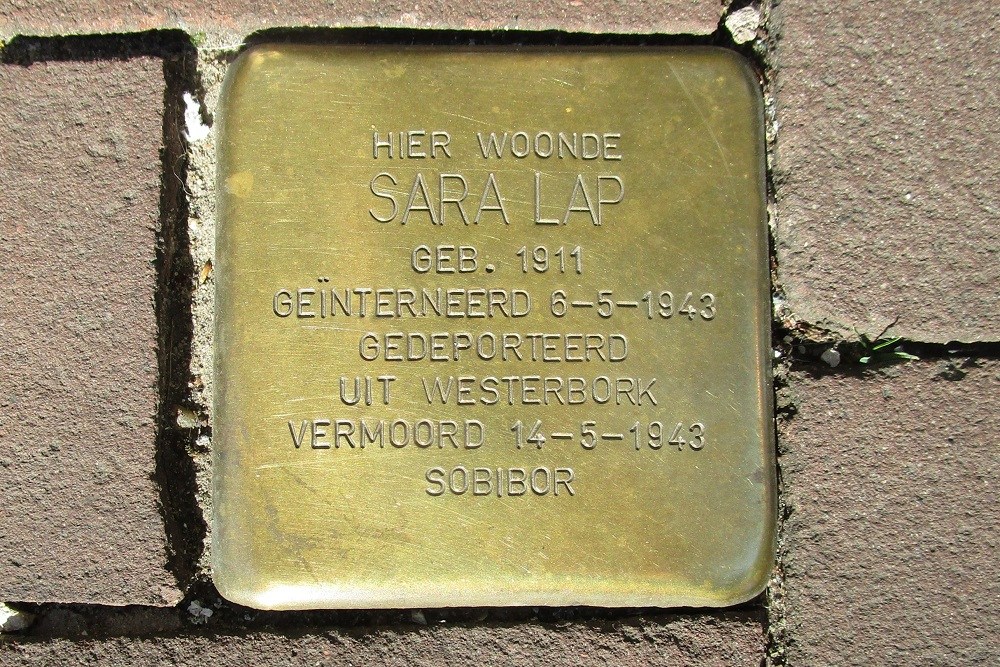 HIER WOONDE
SARA LAP
GEB. 1911
GEÏNTERNEERD 6-5-1943
GEDEPORTEERD
UIT WESTERBORK
VERMOORD 14-5-1943
SOBIBOR